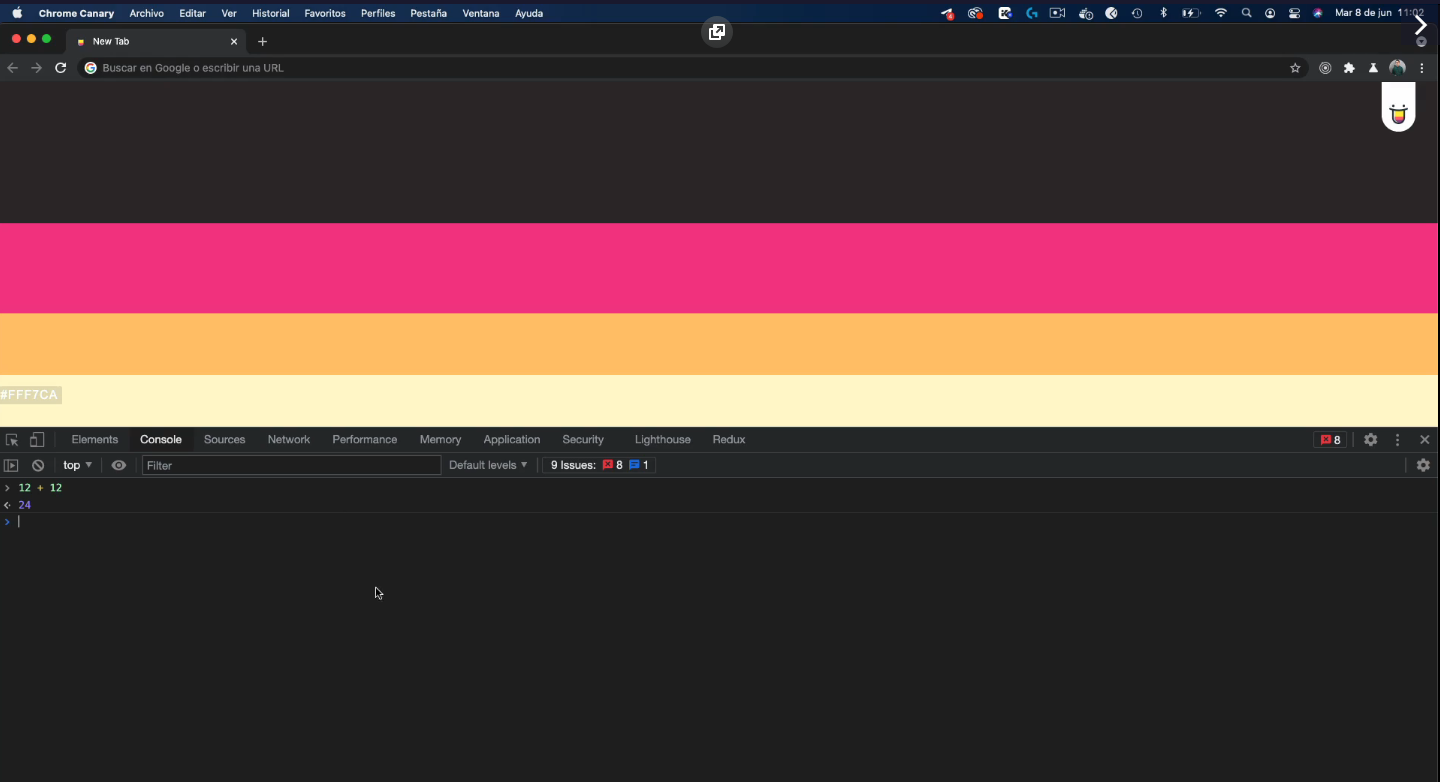 Chrome Canary Archivo Editar Ver Historial Favoritos Perfiles Pestaña Ventana Ayuda Mar 8 de jun 11:02
New Tab
Buscar en Google o escribir una URL
#FFF7CA
Elements Console Sources Network Performance Memory Application Security Lighthouse Redux 8
top Filter Default levels 9 Issues: 8 1
12 + 12
24